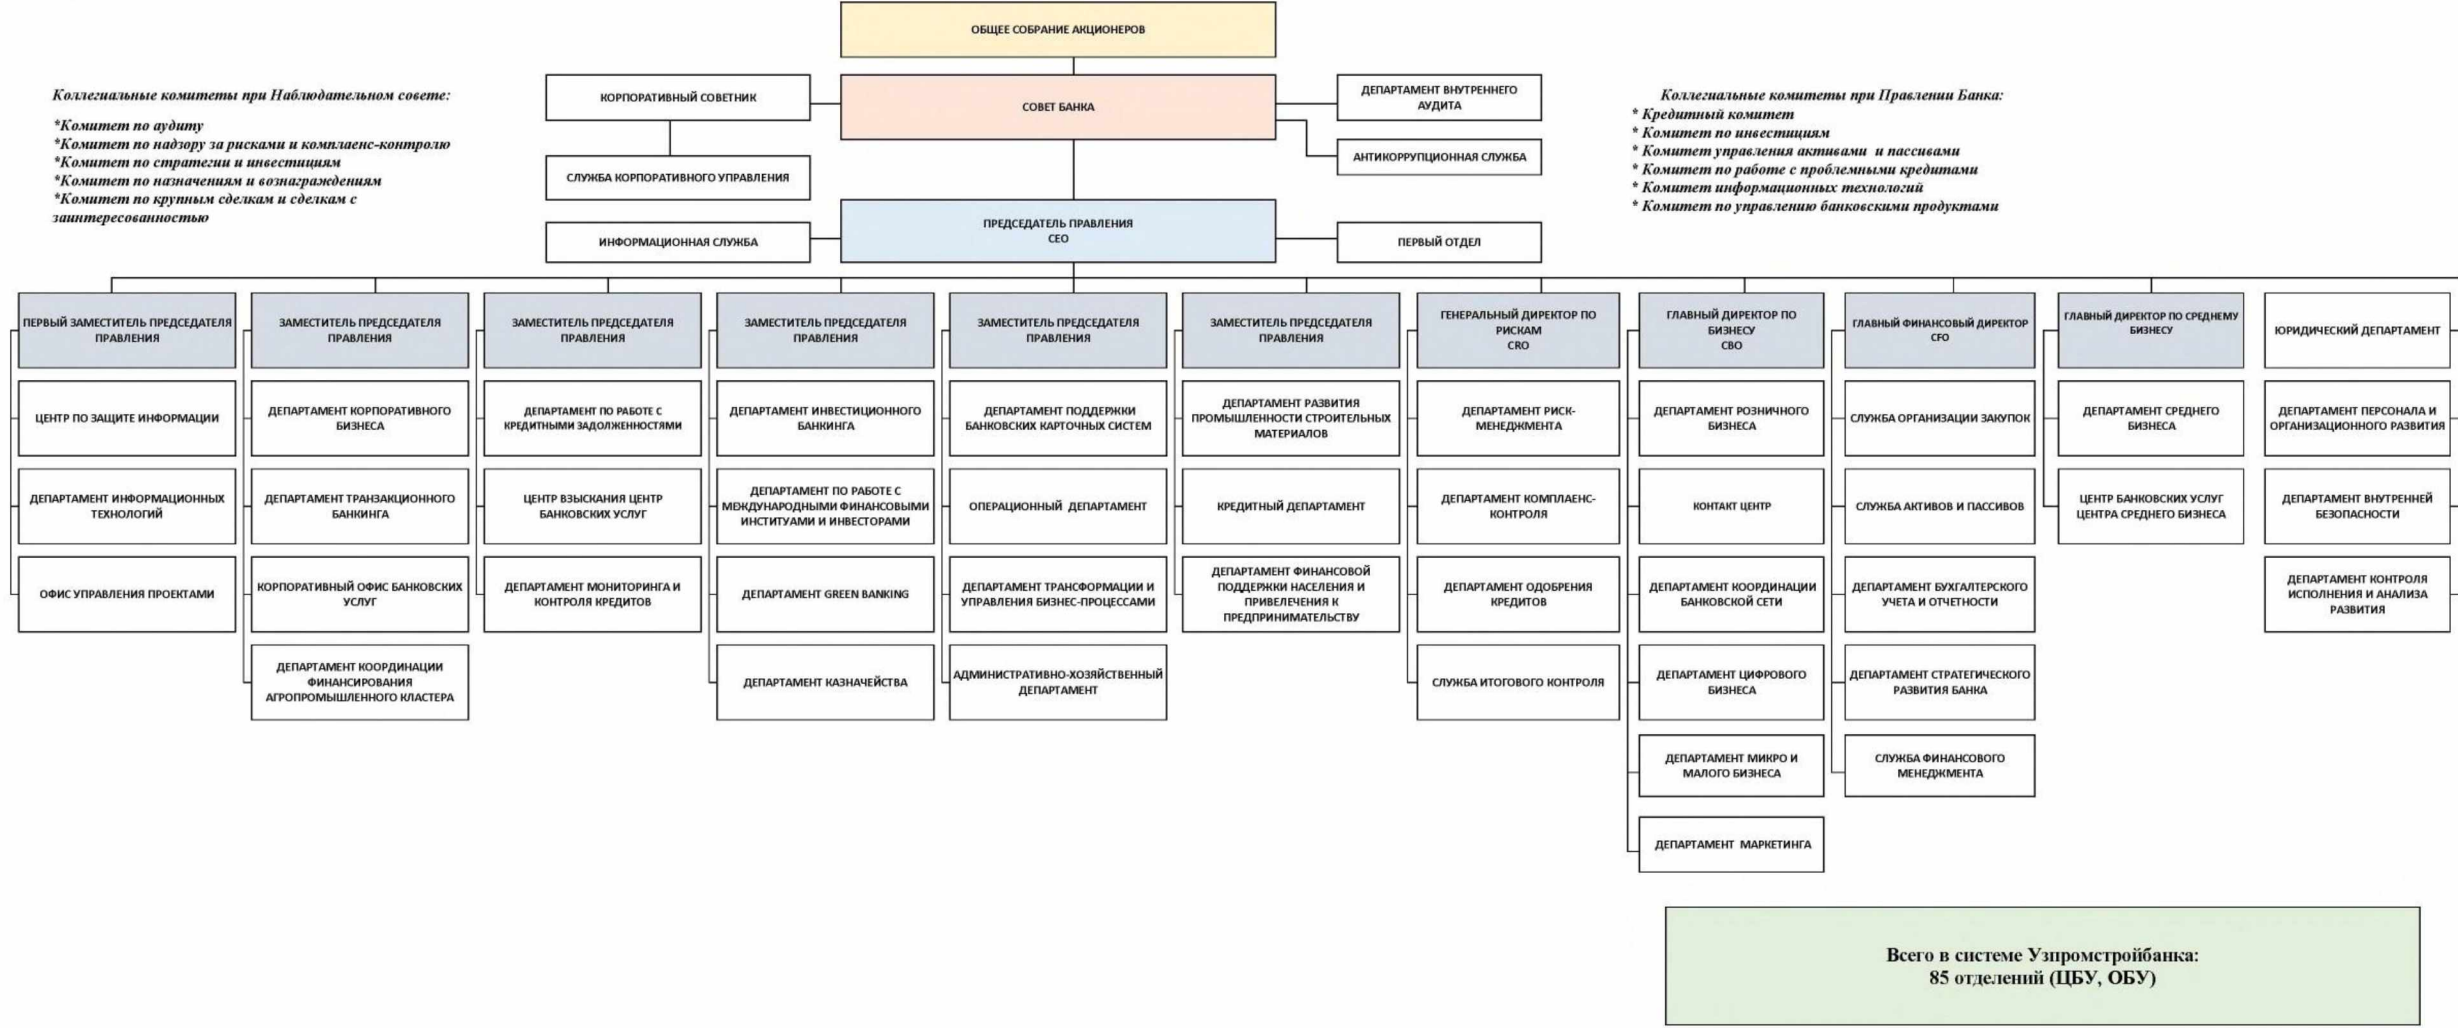 ОБЩЕЕ СОБРАНИЕ АКЦИОНЕРОВ
Коллегиальные комитеты при Наблюдательном совете:
*Комитет по аудиту
*Комитет по надзору за рисками и комплаенс-контролю
*Комитет по стратегии и инвестициям
*Комитет по назначениям и вознаграждениям
*Комитет по крупным сделкам и сделкам с
заинтересованностью
КОРПОРАТИВНЫЙ СОВЕТНИК
СЛУЖБА КОРПОРАТИВНОГО УПРАВЛЕНИЯ
СОВЕТ БАНКА
ДЕПАРТАМЕНТ ВНУТРЕННЕГО
АУДИТА
АНТИКОРРУПЦИОННАЯ СЛУЖБА
Коллегиальные комитеты при Правлении Банка:
* Кредитный комитет
* Комитет по инвестициям
* Комитет управления активами и пассивами
* Комитет по работе с проблемными кредитами
* Комитет информационных технологий
* Комитет по управлению банковскими продуктами
ИНФОРМАЦИОННАЯ СЛУЖБА
ПРЕДСЕДАТЕЛЬ ПРАВЛЕНИЯ
CEO
ПЕРВЫЙ ОТДЕЛ
ПЕРВЫЙ ЗАМЕСТИТЕЛЬ ПРЕДСЕДАТЕЛЯ
ПРАВЛЕНИЯ
ЦЕНТР ПО ЗАЩИТЕ ИНФОРМАЦИИ
ДЕПАРТАМЕНТ ИНФОРМАЦИОННЫХ
ТЕХНОЛОГИЙ
ОФИС УПРАВЛЕНИЯ ПРОЕКТАМИ
ЗАМЕСТИТЕЛЬ ПРЕДСЕДАТЕЛЯ
ПРАВЛЕНИЯ
ДЕПАРТАМЕНТ КОРПОРАТИВНОГО
БИЗНЕСА
ДЕПАРТАМЕНТ ТРАНЗАКЦИОННОГО
БАНКИНГА
КОРПОРАТИВНЫЙ ОФИС БАНКОВСКИХ
УСЛУГ
ДЕПАРТАМЕНТ КООРДИНАЦИИ
ФИНАНСИРОВАНИЯ
АГРОПРОМЫШЛЕННОГО КЛАСТЕРА
ЗАМЕСТИТЕЛЬ ПРЕДСЕДАТЕЛЯ
ПРАВЛЕНИЯ
ДЕПАРТАМЕНТ ПО РАБОТЕ С
КРЕДИТНЫМИ ЗАДОЛЖЕННОСТЯМИ
ЦЕНТР ВЗЫСКАНИЯ ЦЕНТР
БАНКОВСКИХ УСЛУГ
ДЕПАРТАМЕНТ МОНИТОРИНГА И
КОНТРОЛЯ КРЕДИТОВ
ЗАМЕСТИТЕЛЬ ПРЕДСЕДАТЕЛЯ
ПРАВЛЕНИЯ
ДЕПАРТАМЕНТ ИНВЕСТИЦИОННОГО
БАНКИНГА
ДЕПАРТАМЕНТ ПО РАБОТЕ С
МЕЖДУНАРОДНЫМИ ФИНАНСОВЫМИ
ИНСТИТУАМИ И ИНВЕСТОРАМИ
ДЕПАРТАМЕНТ GREEN BANKING
ДЕПАРТАМЕНТ КАЗНАЧЕЙСТВА
ЗАМЕСТИТЕЛЬ ПРЕДСЕДАТЕЛЯ
ПРАВЛЕНИЯ
ДЕПАРТАМЕНТ ПОДДЕРЖКИ
БАНКОВСКИХ КАРТОЧНЫХ СИСТЕМ
ОПЕРАЦИОННЫЙ ДЕПАРТАМЕНТ
ДЕПАРТАМЕНТ ТРАНСФОРМАЦИИ И
УПРАВЛЕНИЯ БИЗНЕС-ПРОЦЕССАМИ
АДМИНИСТРАТИВНО-ХОЗЯЙСТВЕННЫЙ
ДЕПАРТАМЕНТ
ЗАМЕСТИТЕЛЬ ПРЕДСЕДАТЕЛЯ
ПРАВЛЕНИЯ
ДЕПАРТАМЕНТ РАЗВИТИЯ
ПРОМЫШЛЕННОСТИ СТРОИТЕЛЬНЫХ
МАТЕРИАЛОВ
КРЕДИТНЫЙ ДЕПАРТАМЕНТ
ДЕПАРТАМЕНТ ФИНАНСОВОЙ
ПОДДЕРЖКИ НАСЕЛЕНИЯ И
ПРИВЛЕЧЕНИЯ К
ПРЕДПРИНИМАТЕЛЬСТВУ
ГЕНЕРАЛЬНЫЙ ДИРЕКТОР ПО
РИСКАМ
CRO
ДЕПАРТАМЕНТ РИСК-
МЕНЕДЖМЕНТА
ДЕПАРТАМЕНТ КОМПЛАЕНС-
КОНТРОЛЯ
ДЕПАРТАМЕНТ ОДОБРЕНИЯ
КРЕДИТОВ
СЛУЖБА ИТОГОВОГО КОНТРОЛЯ
ГЛАВНЫЙ ДИРЕКТОР ПО
БИЗНЕСУ
CBO
ДЕПАРТАМЕНТ РОЗНИЧНОГО
БИЗНЕСА
КОНТАКТ ЦЕНТР
ДЕПАРТАМЕНТ КООРДИНАЦИИ
БАНКОВСКОЙ СЕТИ
ДЕПАРТАМЕНТ ЦИФРОВОГО
БИЗНЕСА
ДЕПАРТАМЕНТ МИКРО И
МАЛОГО БИЗНЕСА
ДЕПАРТАМЕНТ МАРКЕТИНГА
ГЛАВНЫЙ ФИНАНСОВЫЙ ДИРЕКТОР
CFO
СЛУЖБА ОРГАНИЗАЦИИ ЗАКУПОК
СЛУЖБА АКТИВОВ И ПАССИВОВ
ДЕПАРТАМЕНТ БУХГАЛТЕРСКОГО
УЧЕТА И ОТЧЕТНОСТИ
ДЕПАРТАМЕНТ СТРАТЕГИЧЕСКОГО
РАЗВИТИЯ БАНКА
СЛУЖБА ФИНАНСОВОГО
МЕНЕДЖМЕНТА
ГЛАВНЫЙ ДИРЕКТОР ПО СРЕДНЕМУ
БИЗНЕСУ
ДЕПАРТАМЕНТ СРЕДНЕГО
БИЗНЕСА
ЦЕНТР БАНКОВСКИХ УСЛУГ
ЦЕНТРА СРЕДНЕГО БИЗНЕСА
ЮРИДИЧЕСКИЙ ДЕПАРТАМЕНТ
ДЕПАРТАМЕНТ ПЕРСОНАЛА И
ОРГАНИЗАЦИОННОГО РАЗВИТИЯ
ДЕПАРТАМЕНТ ВНУТРЕННЕЙ
БЕЗОПАСНОСТИ
ДЕПАРТАМЕНТ КОНТРОЛЯ
ИСПОЛНЕНИЯ И АНАЛИЗА
РАЗВИТИЯ
Всего в системе Узпромстройбанка:
85 отделений (ЦБУ, ОБУ)